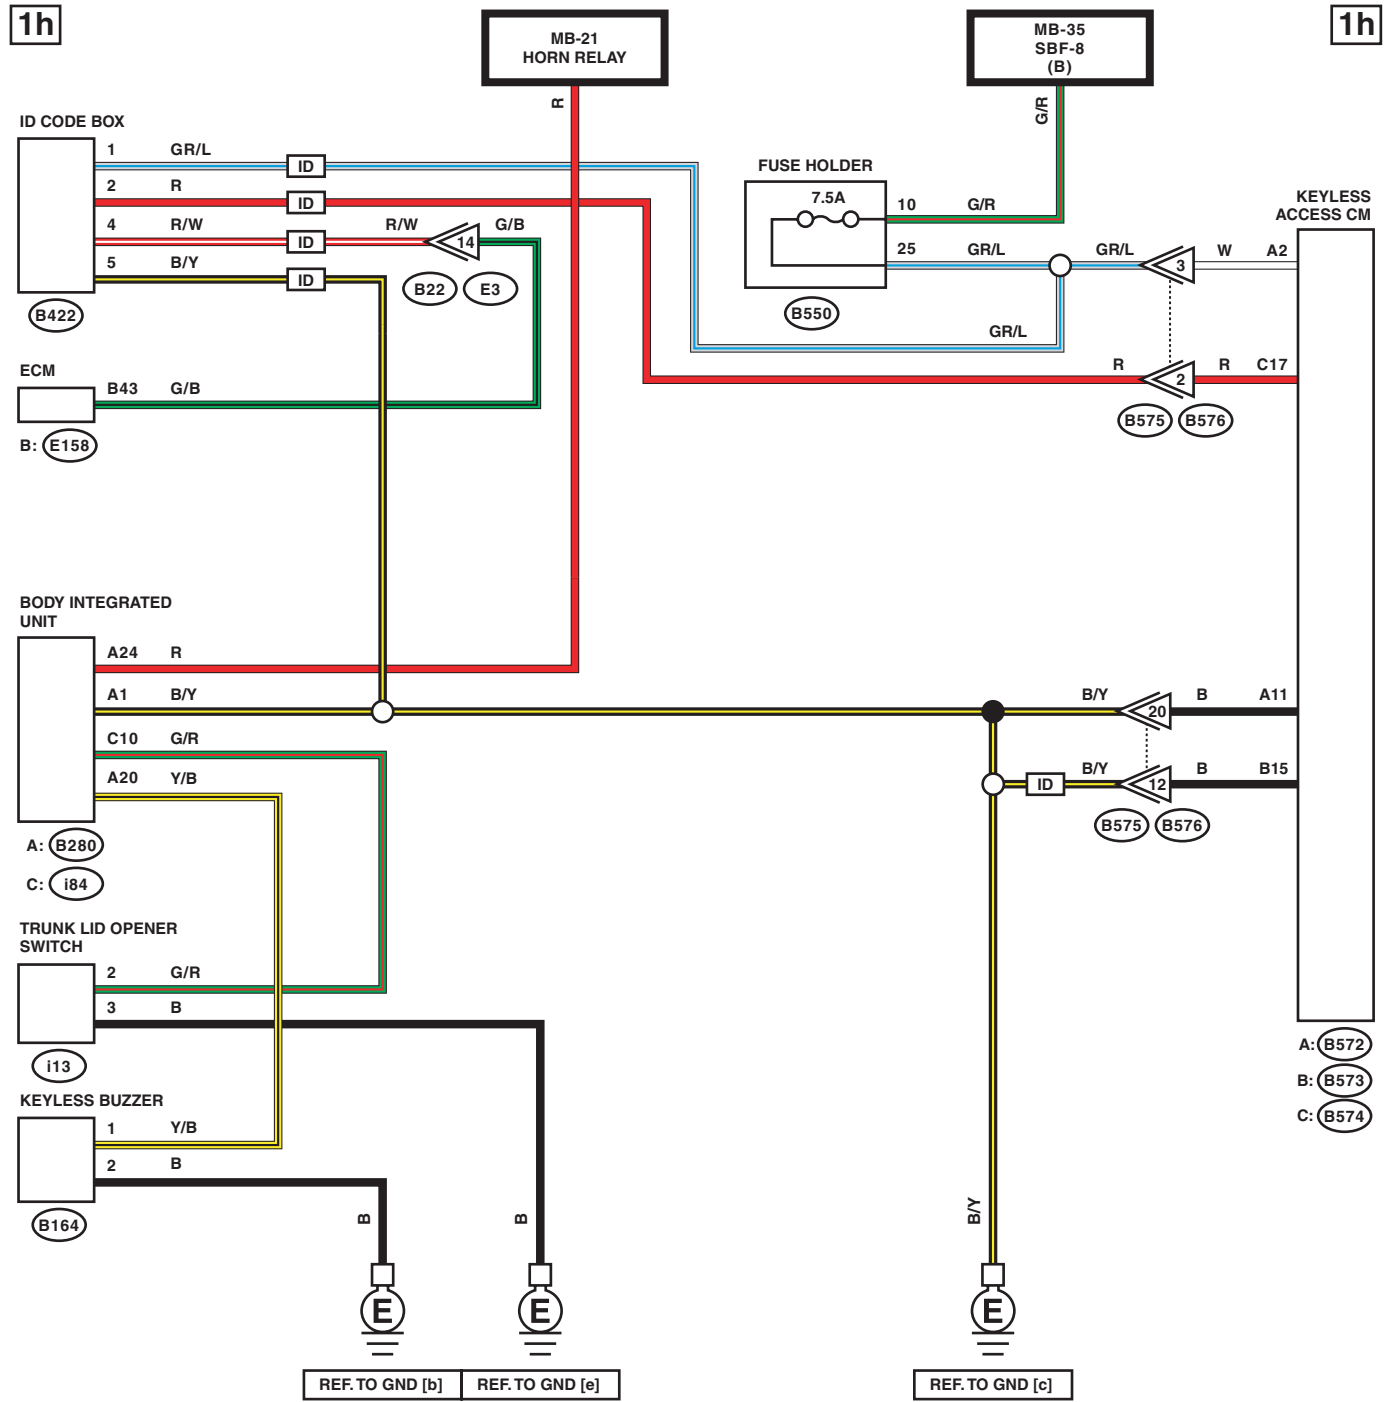 1h
1h
MB-21
HORN RELAY
MB-35
SBF-8
(B)
R
G/R
ID CODE BOX
1 GR/L ID
2 R ID
4 R/W ID R/W 14 G/B
5 B/Y ID
B22 E3
B422
FUSE HOLDER
7.5A
10 G/R
25 GR/L GR/L 3 W A2
B550
GR/L
KEYLESS
ACCESS CM
R 2 R C17
B575 B576
ECM
B43 G/B
B: E158
BODY INTEGRATED
UNIT
A24 R
A1 B/Y
C10 G/R
A20 Y/B
A: B280
C: i84
B/Y 20 B A11
ID B/Y 12 B B15
B575 B576
TRUNK LID OPENER
SWITCH
2 G/R
3 B
i13
KEYLESS BUZZER
1 Y/B
2 B
B164
A: B572
B: B573
C: B574
B
B
B/Y
E
E
E
REF. TO GND [b]
REF. TO GND [e]
REF. TO GND [c]